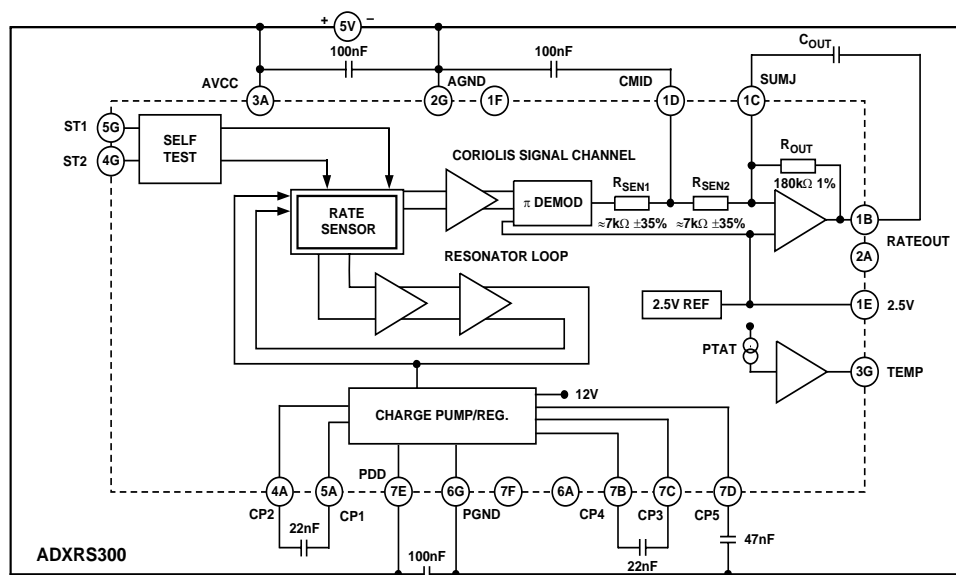 + 5V –
100nF
100nF
C_OUT
AVCC
AGND
CMID
SUMJ
3A
2G
1F
1D
1C
ST1
5G
ST2
4G
SELF
TEST
CORIOLIS SIGNAL CHANNEL
R_OUT
180kΩ 1%
R_SEN1
R_SEN2
π DEMOD
≈7kΩ ±35%
≈7kΩ ±35%
RATE
SENSOR
1B
RATEOUT
2A
RESONATOR LOOP
2.5V REF
1E
2.5V
PTAT
3G
TEMP
12V
CHARGE PUMP/REG.
PDD
4A
5A
7E
6G
7F
6A
7B
7C
7D
CP2
CP1
PGND
CP4
CP3
CP5
22nF
47nF
100nF
22nF
ADXRS300